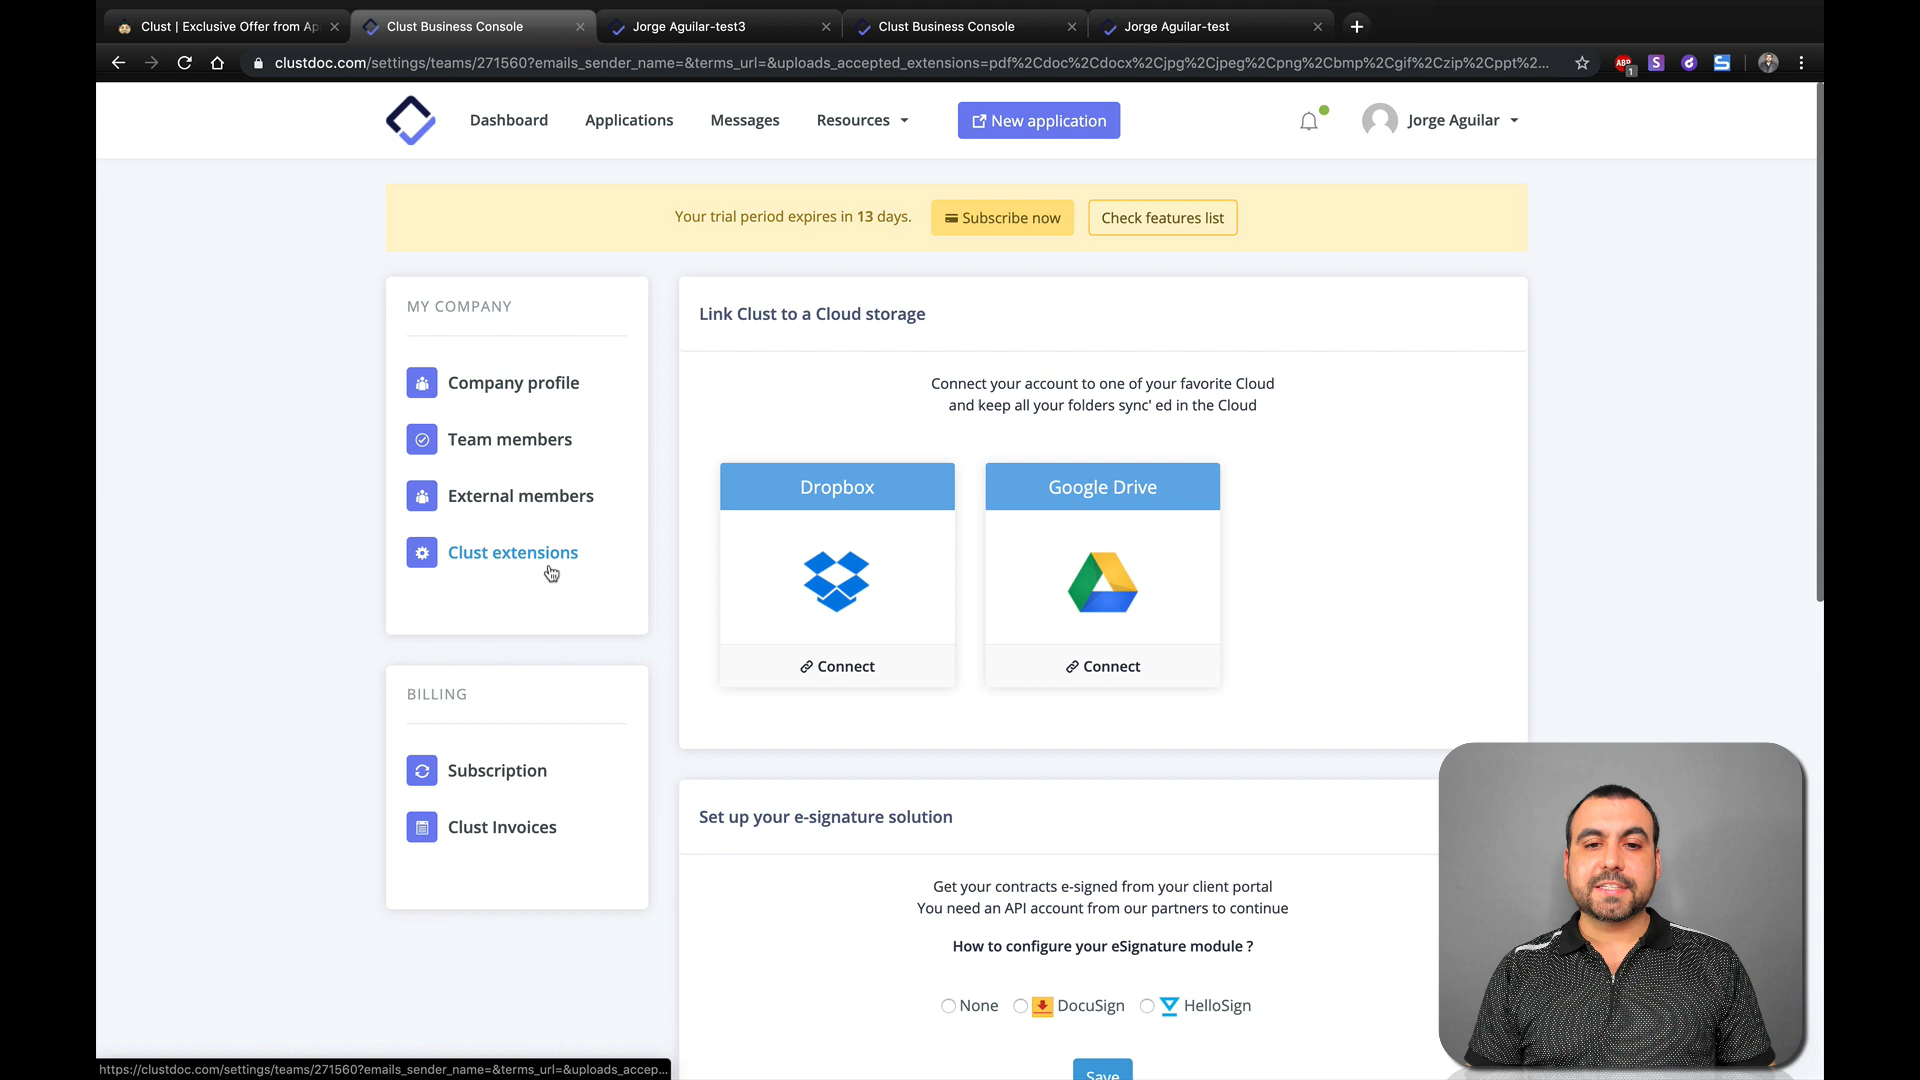 Clust | Exclusive Offer from Ap
Clust Business Console
Jorge Aguilar-test3
Clust Business Console
Jorge Aguilar-test
clustdoc.com/settings/teams/271560?emails_sender_name=&terms_url=&uploads_accepted_extensions=pdf%2Cdoc%2Cdocx%2Cjpg%2Cjpeg%2Cpng%2Cbmp%2Cgif%2Czip%2Cppt%2...
ABP
1
S
Dashboard
Applications
Messages
Resources
New application
Jorge Aguilar
Your trial period expires in 13 days.
Subscribe now
Check features list
MY COMPANY
Company profile
Team members
External members
Clust extensions
BILLING
Subscription
Clust Invoices
Link Clust to a Cloud storage
Connect your account to one of your favorite Cloud
and keep all your folders sync' ed in the Cloud
Dropbox
Google Drive
Connect
Connect
Set up your e-signature solution
Get your contracts e-signed from your client portal
You need an API account from our partners to continue
How to configure your eSignature module ?
None
DocuSign
HelloSign
Save
https://clustdoc.com/settings/teams/271560?emails_sender_name=&terms_url=&uploads_accep...